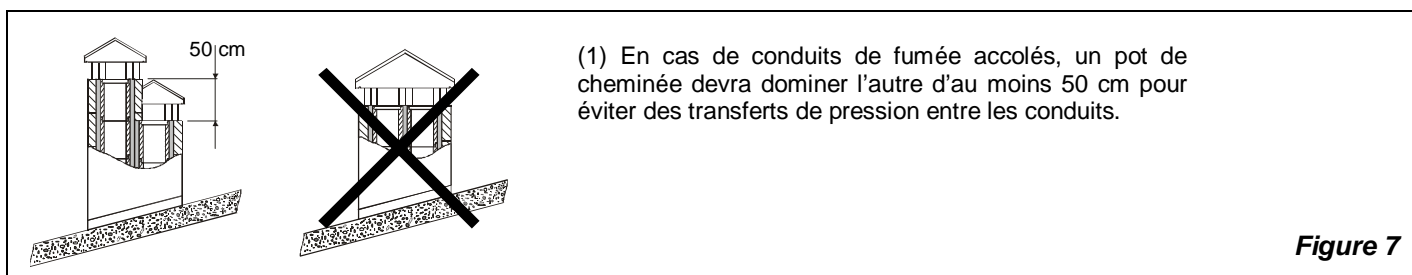 50 cm
(1) En cas de conduits de fumée accolés, un pot de
cheminée devra dominer l'autre d'au moins 50 cm pour
éviter des transferts de pression entre les conduits.
Figure 7